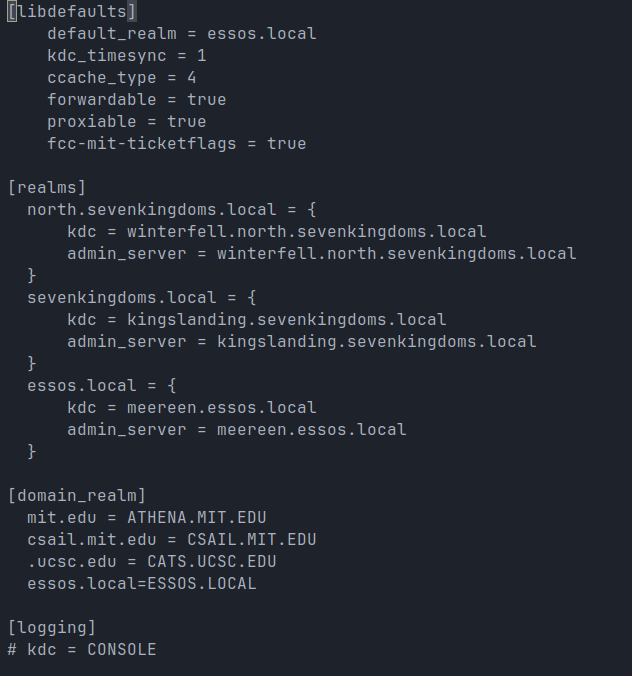 [libdefaults]
default_realm = essos.local
kdc_timesync = 1
ccache_type = 4
forwardable = true
proxiable = true
fcc-mit-ticketflags = true
[realms]
north.sevenkingdoms.local = {
kdc = winterfell.north.sevenkingdoms.local
admin_server = winterfell.north.sevenkingdoms.local
}
sevenkingdoms.local = {
kdc = kingslanding.sevenkingdoms.local
admin_server = kingslanding.sevenkingdoms.local
}
essos.local = {
kdc = meereen.essos.local
admin_server = meereen.essos.local
}
[domain_realm]
mit.edu = ATHENA.MIT.EDU
csail.mit.edu = CSAIL.MIT.EDU
.ucsc.edu = CATS.UCSC.EDU
essos.local=ESSOS.LOCAL
[logging]
# kdc = CONSOLE